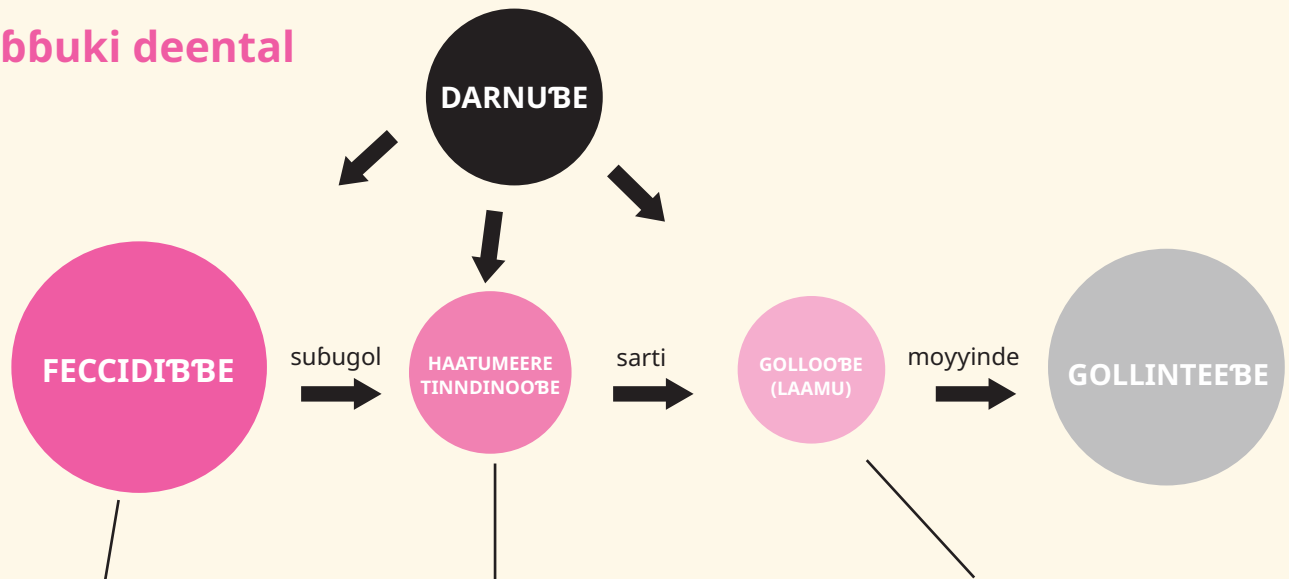 ɓɓuki deental
DARNUƁE
FECCIDIƁƁE
suɓugol
HAATUMEERE
TINNDINOOƁE
sarti
GOLLOOƁE
(LAAMU)
moyyinde
GOLLINTEEƁE